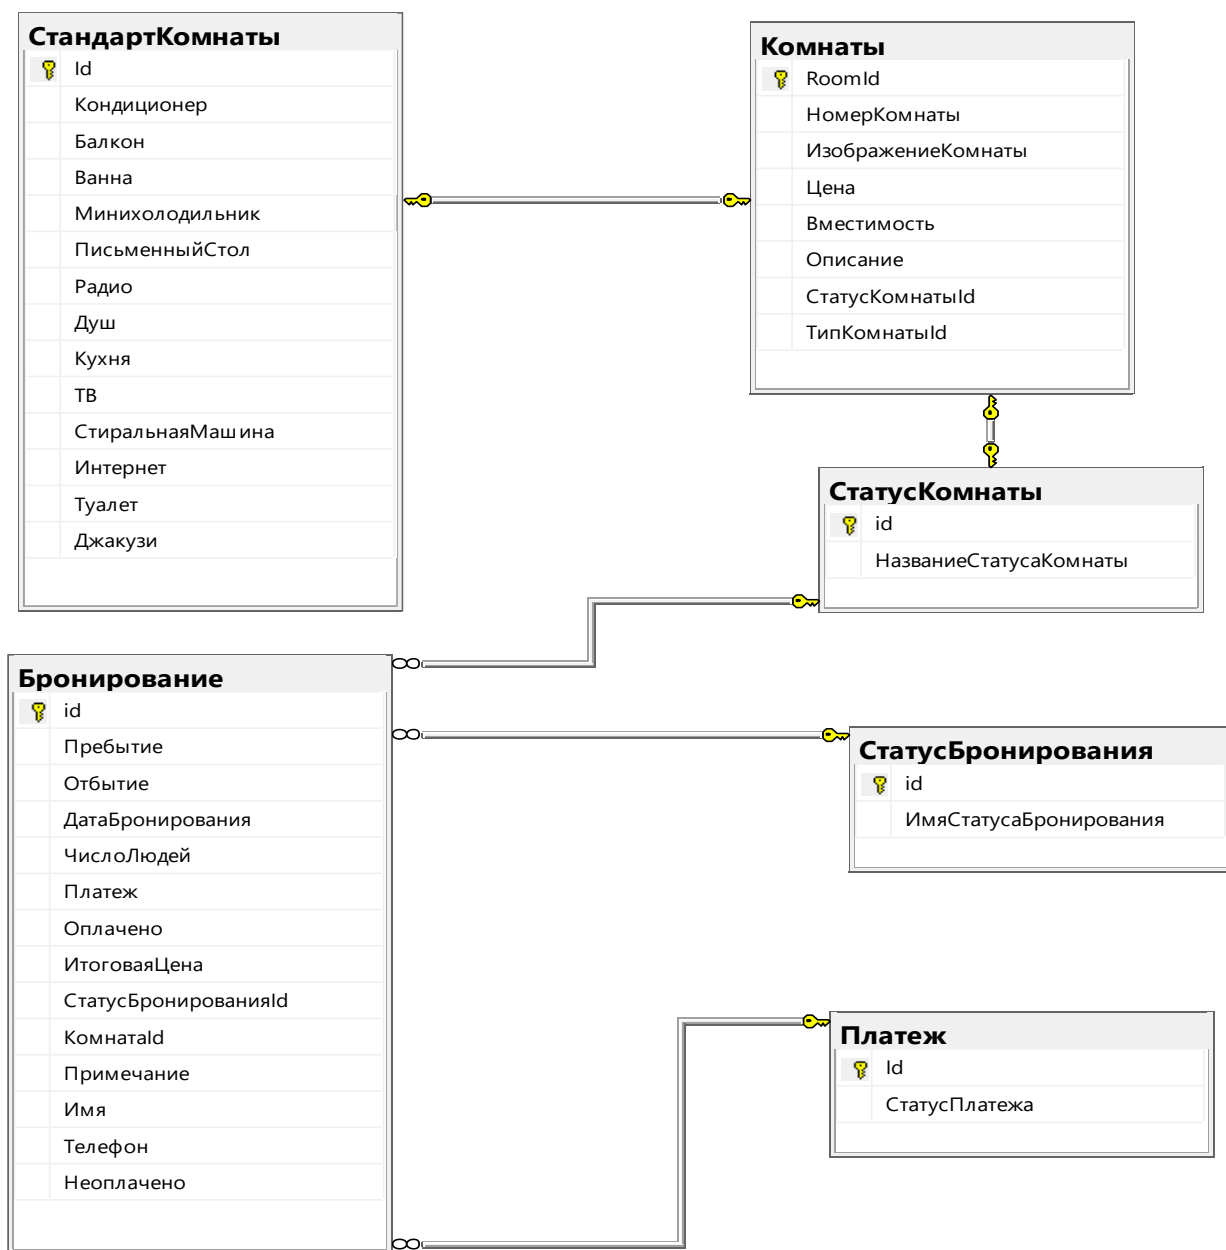 СтандартКомнаты
Id
Кондиционер
Балкон
Ванна
Минихолодильник
ПисьменныйСтол
Радио
Душ
Кухня
ТВ
СтиральнаяМашина
Интернет
Туалет
Джакузи
Комнаты
RoomId
НомерКомнаты
ИзображениеКомнаты
Цена
Вместимость
Описание
СтатусКомнатыId
ТипКомнатыId
СтатусКомнаты
id
НазваниеСтатусаКомнаты
Бронирование
id
Пребытие
Отбытие
ДатаБронирования
ЧислоЛюдей
Платеж
Оплачено
ИтоговаяЦена
СтатусБронированияId
КомнатаId
Примечание
Имя
Телефон
Неоплачено
СтатусБронирования
id
ИмяСтатусаБронирования
Платеж
Id
СтатусПлатежа